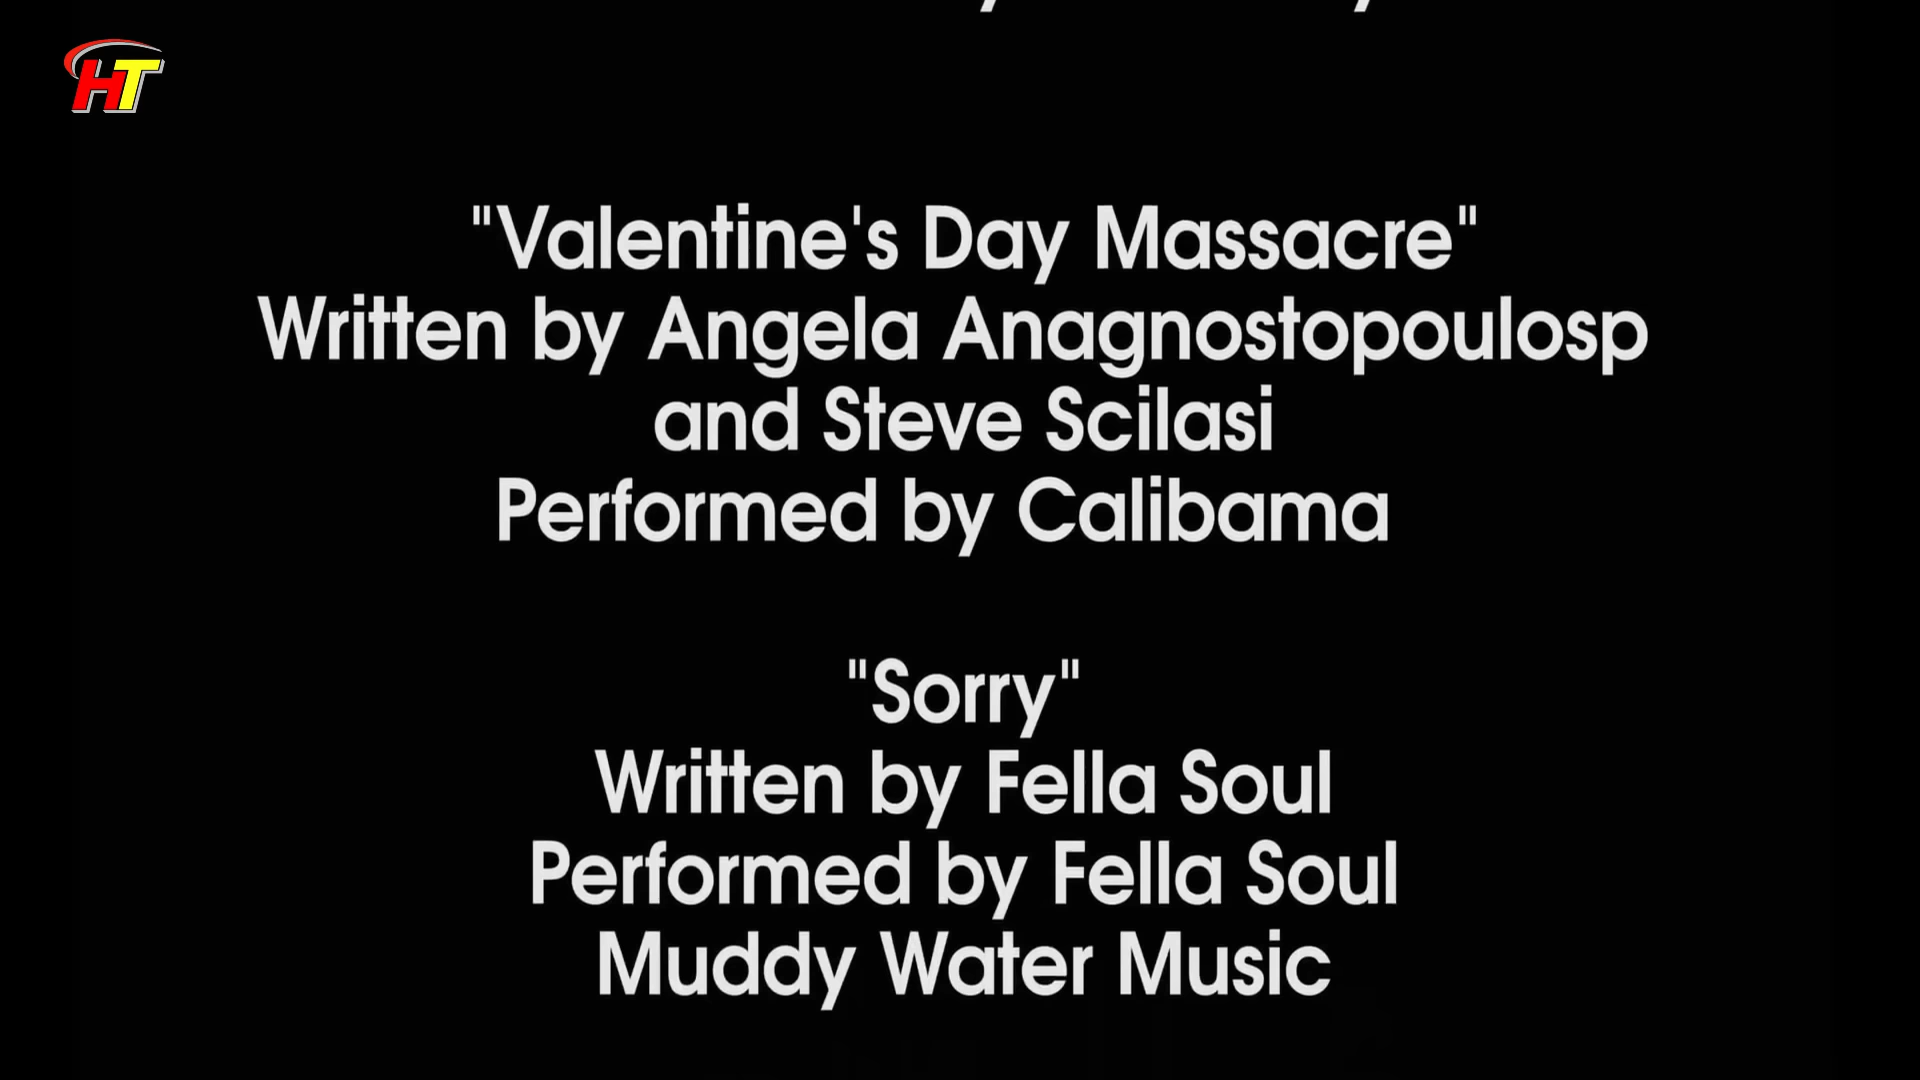 HT
"Valentine's Day Massacre"
Written by Angela Anagnostopoulosp
and Steve Scilasi
Performed by Calibama
"Sorry"
Written by Fella Soul
Performed by Fella Soul
Muddy Water Music